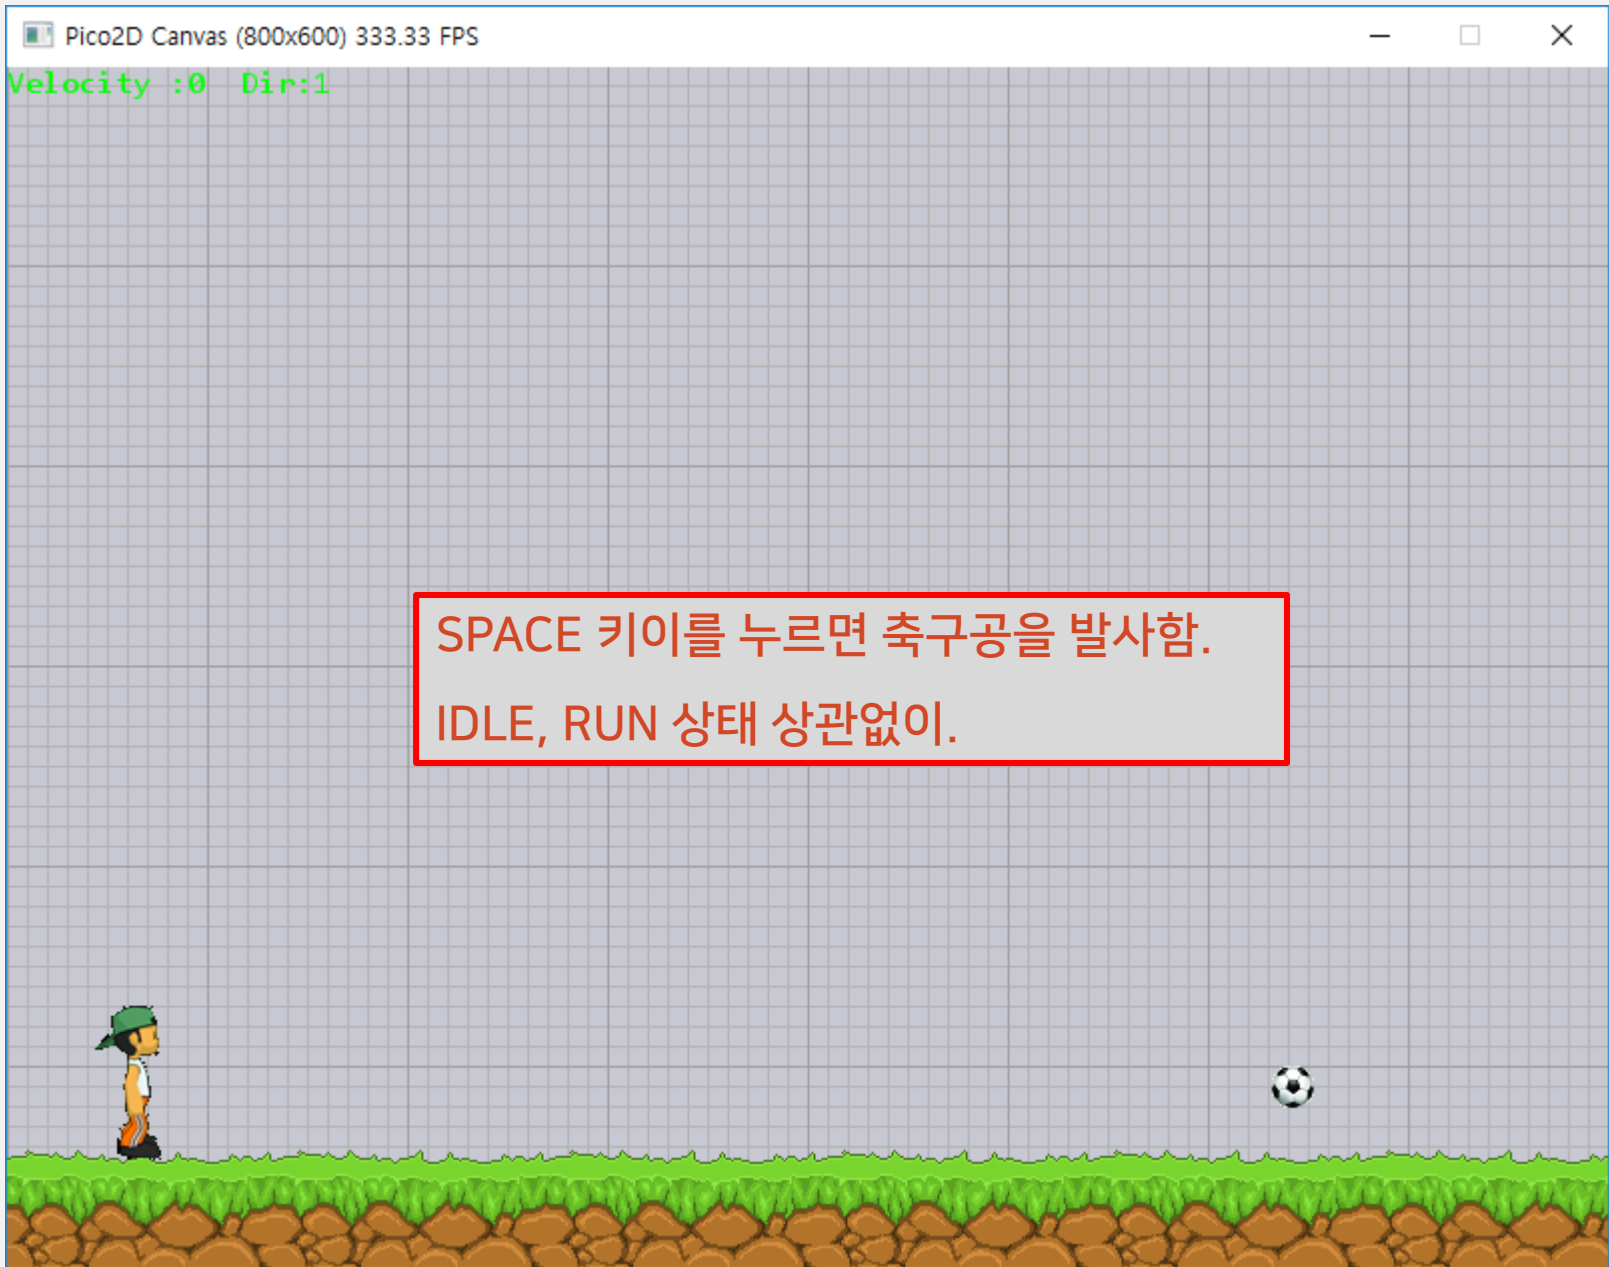 Pico2D Canvas (800x600) 333.33 FPS
Velocity :0  Dir:1
SPACE 키이를 누르면 축구공을 발사함.
IDLE, RUN 상태 상관없이.